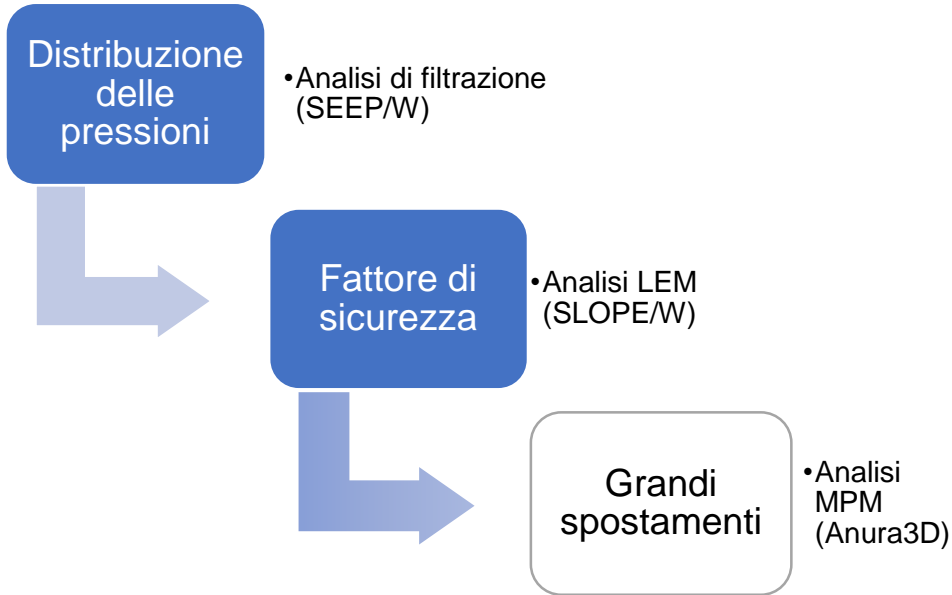 Distribuzione
delle
pressioni
•Analisi di filtrazione
(SEEP/W)
Fattore di
sicurezza
•Analisi LEM
(SLOPE/W)
Grandi
spostamenti
•Analisi
MPM
(Anura3D)